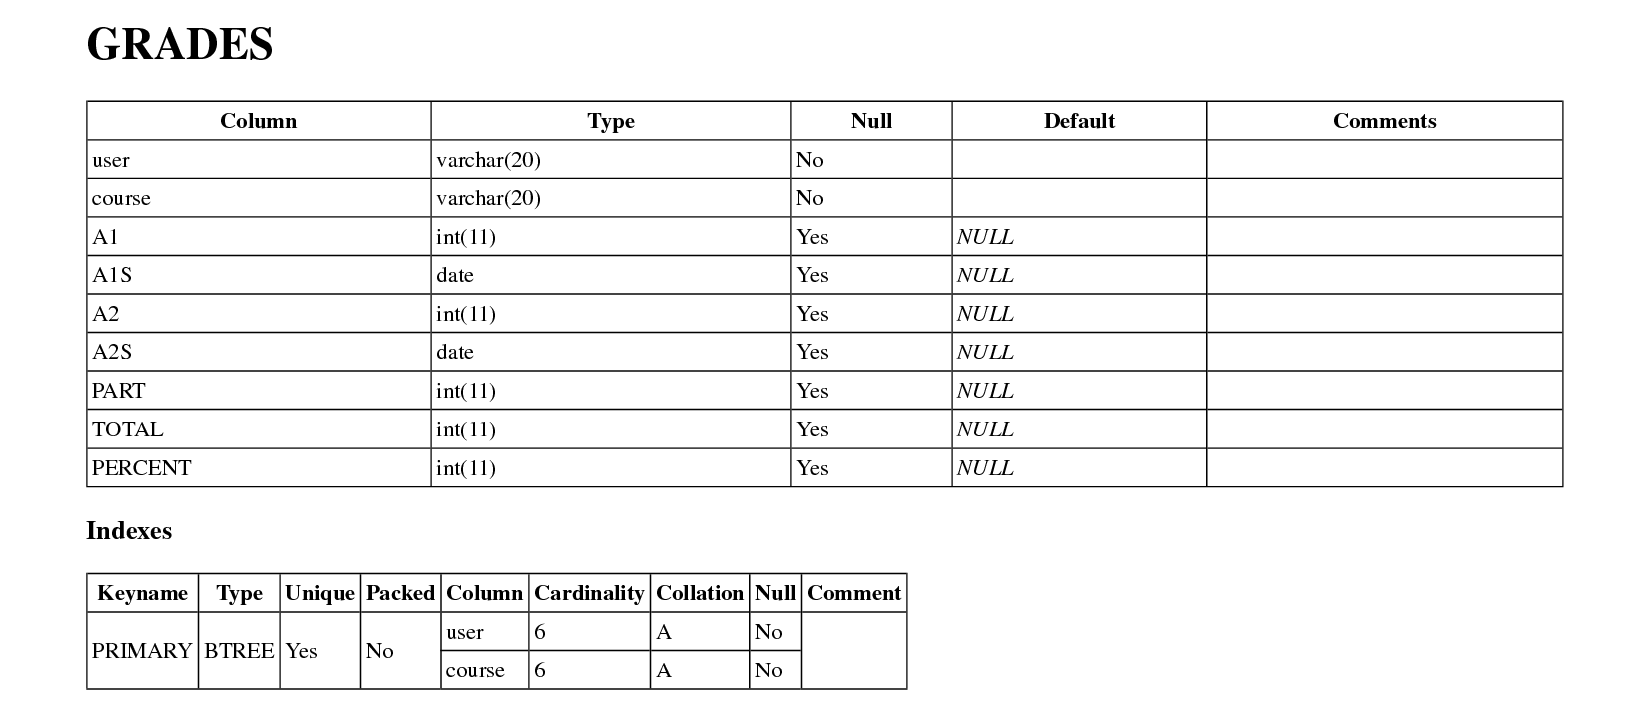 GRADES
Column Type Null Default Comments
user varchar(20) No
course varchar(20) No
A1 int(11) Yes NULL
A1S date Yes NULL
A2 int(11) Yes NULL
A2S date Yes NULL
PART int(11) Yes NULL
TOTAL int(11) Yes NULL
PERCENT int(11) Yes NULL
Indexes
Keyname Type Unique Packed Column Cardinality Collation Null Comment
PRIMARY BTREE Yes No user 6 A No
course 6 A No